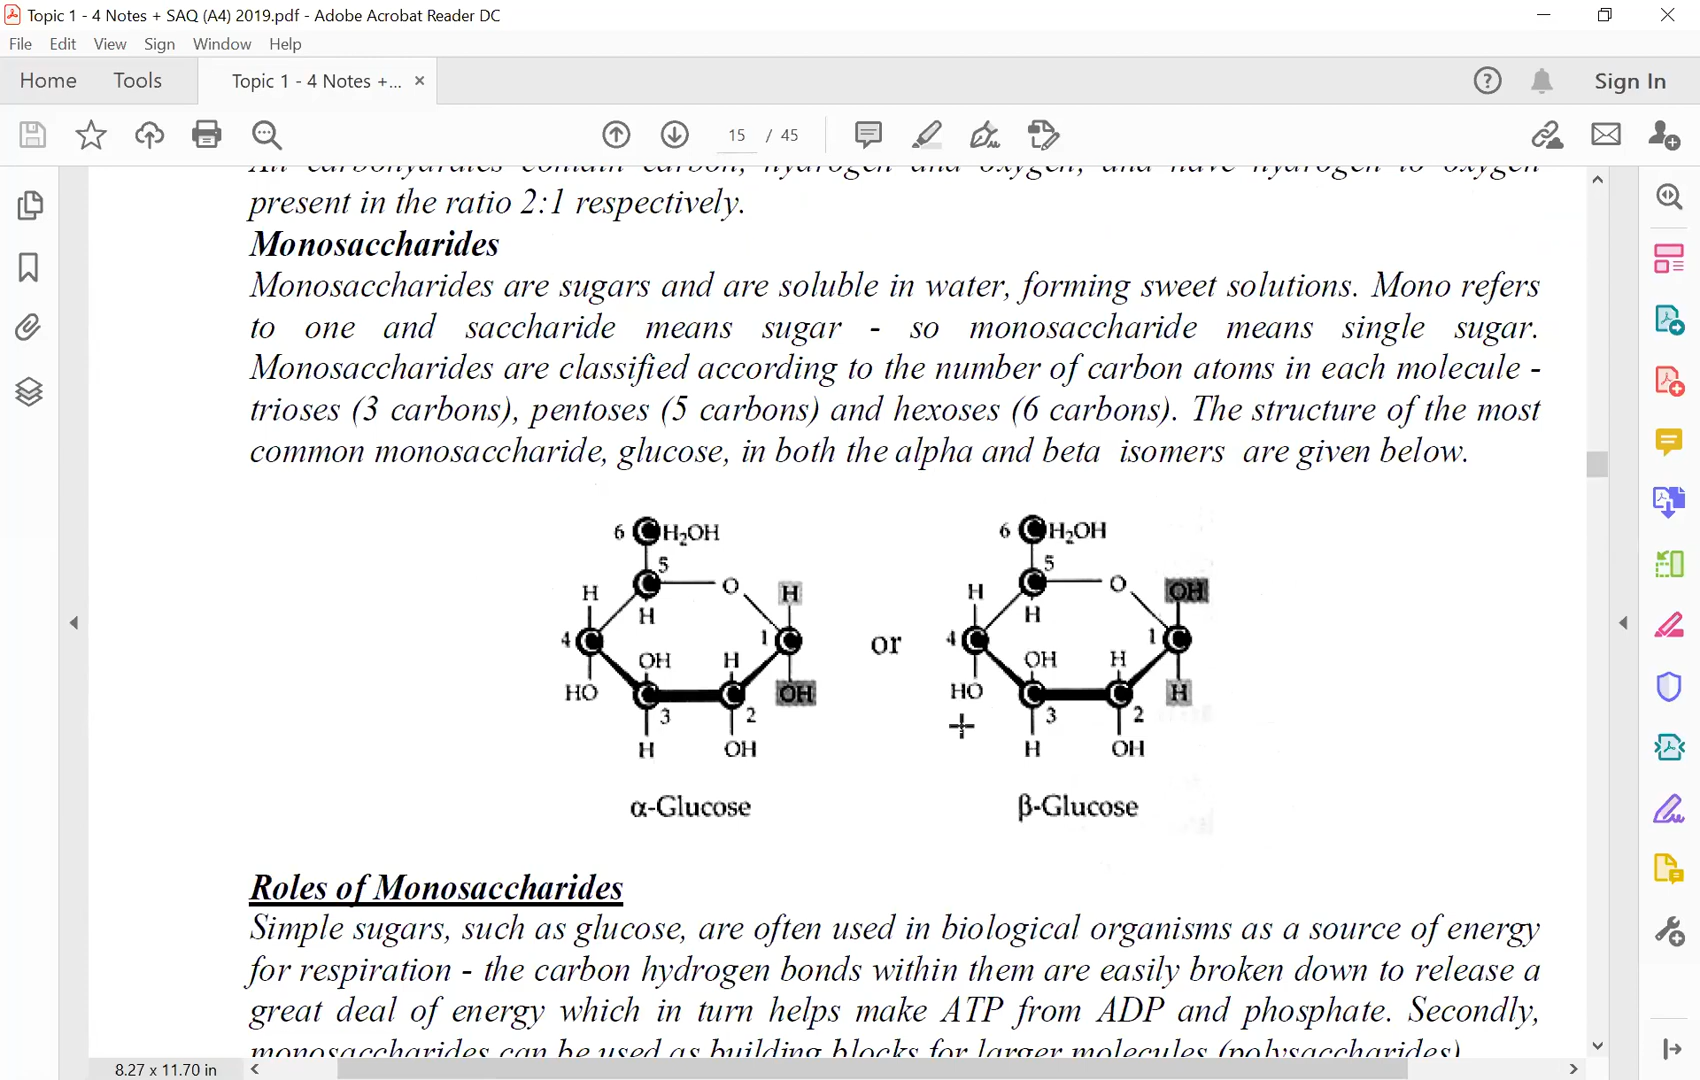 Topic 1 - 4 Notes + SAQ (A4) 2019.pdf - Adobe Acrobat Reader DC
File Edit View Sign Window Help
Home Tools Topic 1 - 4 Notes +... × Sign In
15 / 45
All carbohydrates contain carbon, hydrogen and oxygen, and have hydrogen to oxygen
present in the ratio 2:1 respectively.
Monosaccharides
Monosaccharides are sugars and are soluble in water, forming sweet solutions. Mono refers
to one and saccharide means sugar - so monosaccharide means single sugar.
Monosaccharides are classified according to the number of carbon atoms in each molecule -
trioses (3 carbons), pentoses (5 carbons) and hexoses (6 carbons). The structure of the most
common monosaccharide, glucose, in both the alpha and beta isomers are given below.
6 CH₂OH 6 CH₂OH
5 5
H C O H H C O OH
H H
4 C 1 C or 4 C 1 C
OH H OH H
HO C C OH HO C C H
3 2 3 2
H OH H OH
α-Glucose β-Glucose
Roles of Monosaccharides
Simple sugars, such as glucose, are often used in biological organisms as a source of energy
for respiration - the carbon hydrogen bonds within them are easily broken down to release a
great deal of energy which in turn helps make ATP from ADP and phosphate. Secondly,
monosaccharides can be used as building blocks for larger molecules (polysaccharides)
8.27 x 11.70 in